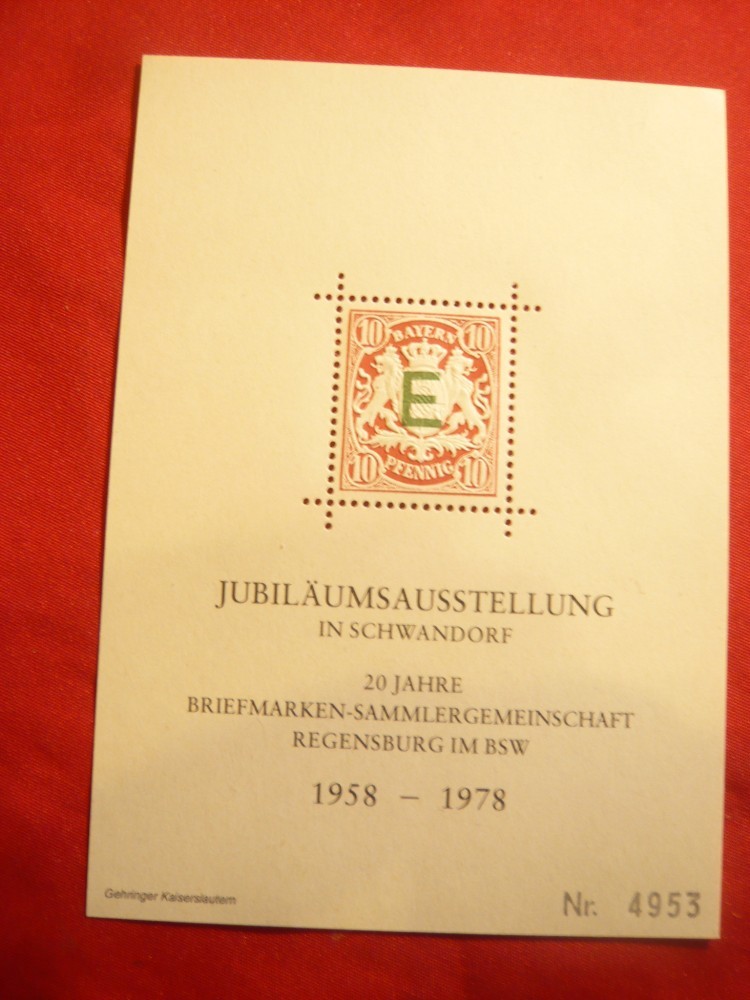 10 BAYERN 10
E
10 PFENNIG 10
JUBILÄUMSAUSSTELLUNG
IN SCHWANDORF
20 JAHRE
BRIEFMARKEN-SAMMLERGEMEINSCHAFT
REGENSBURG IM BSW
1958 – 1978
Gehringer Kaiserslautern
Nr. 4953